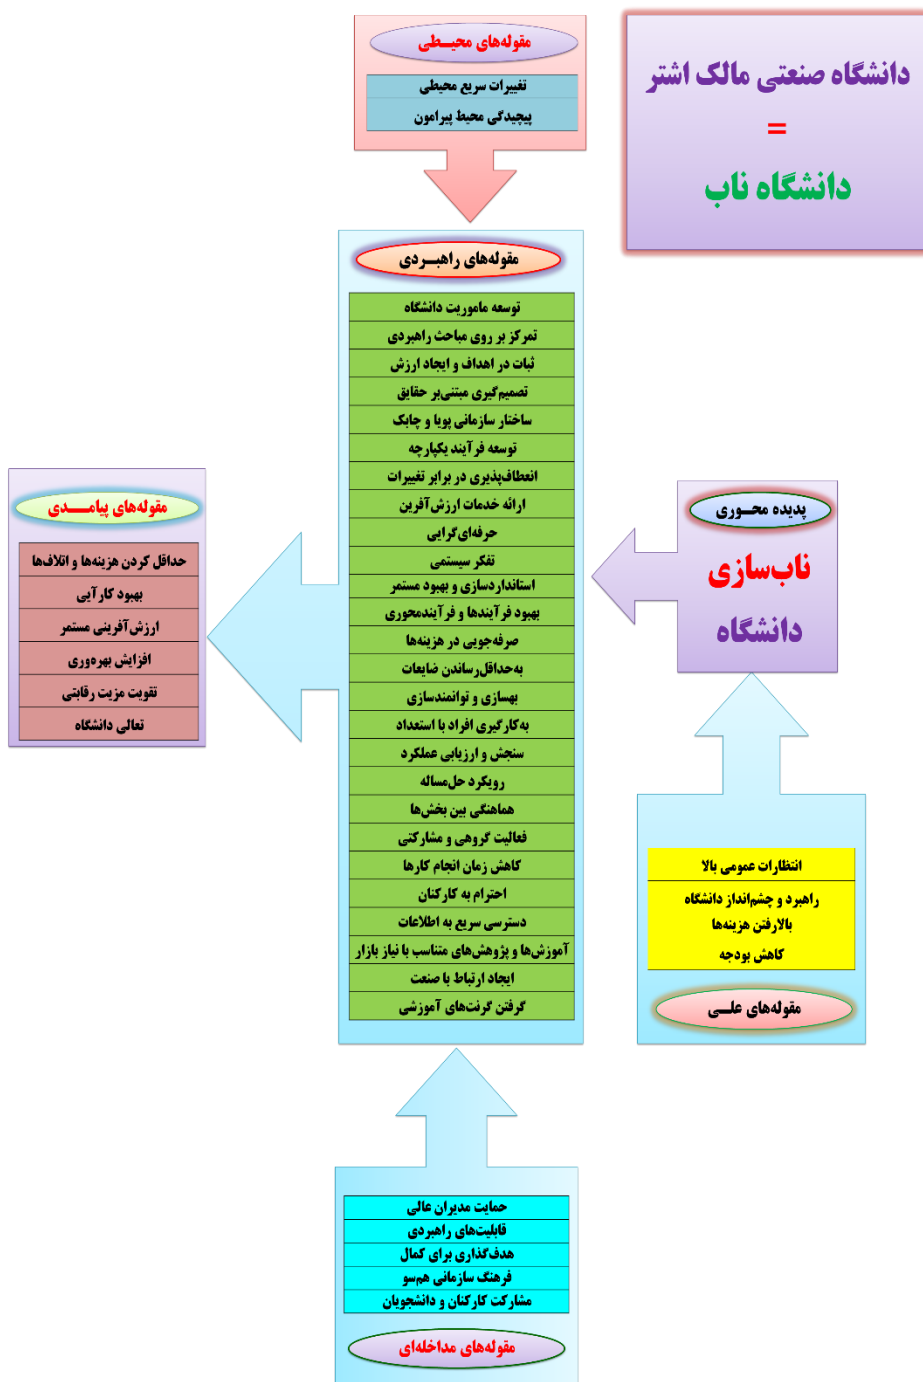 دانشگاه صنعتی مالک اشتر
=
دانشگاه ناب
مقوله‌های محیـطی
تغییرات سریع محیطی
پیچیدگی محیط پیرامون
مقوله‌های راهبـردی
توسعه ماموریت دانشگاه
تمرکز بر روی مباحث راهبردی
ثبات در اهداف و ایجاد ارزش
تصمیم‌گیری مبتنی‌بر حقایق
ساختار سازمانی پویا و چابک
توسعه فرآیند یکپارچه
انعطاف‌پذیری در برابر تغییرات
ارائه خدمات ارزش‌آفرین
حرفه‌ای‌گرایی
تفکر سیستمی
استانداردسازی و بهبود مستمر
بهبود فرآیندها و فرآیندمحوری
صرفه‌جویی در هزینه‌ها
به‌حداقل‌رساندن ضایعات
بهسازی و توانمندسازی
به‌کارگیری افراد با استعداد
سنجش و ارزیابی عملکرد
رویکرد حل‌مساله
هماهنگی بین بخش‌ها
فعالیت گروهی و مشارکتی
کاهش زمان انجام کارها
احترام به کارکنان
دسترسی سریع به اطلاعات
آموزش‌ها و پژوهش‌های متناسب با نیاز بازار
ایجاد ارتباط با صنعت
گرفتن گرنت‌های آموزشی
پدیده محـوری
ناب‌سازی
دانشگاه
انتظارات عمومی بالا
راهبرد و چشم‌انداز دانشگاه
بالارفتن هزینه‌ها
کاهش بودجه
مقوله‌های علــی
مقوله‌های پیامـدی
حداقل کردن هزینه‌ها و اتلاف‌ها
بهبود کارآیی
ارزش‌آفرینی مستمر
افزایش بهره‌وری
تقویت مزیت رقابتی
تعالی دانشگاه
حمایت مدیران عالی
قابلیت‌های راهبردی
هدف‌گذاری برای کمال
فرهنگ سازمانی هم‌سو
مشارکت کارکنان و دانشجویان
مقوله‌های مداخله‌ای